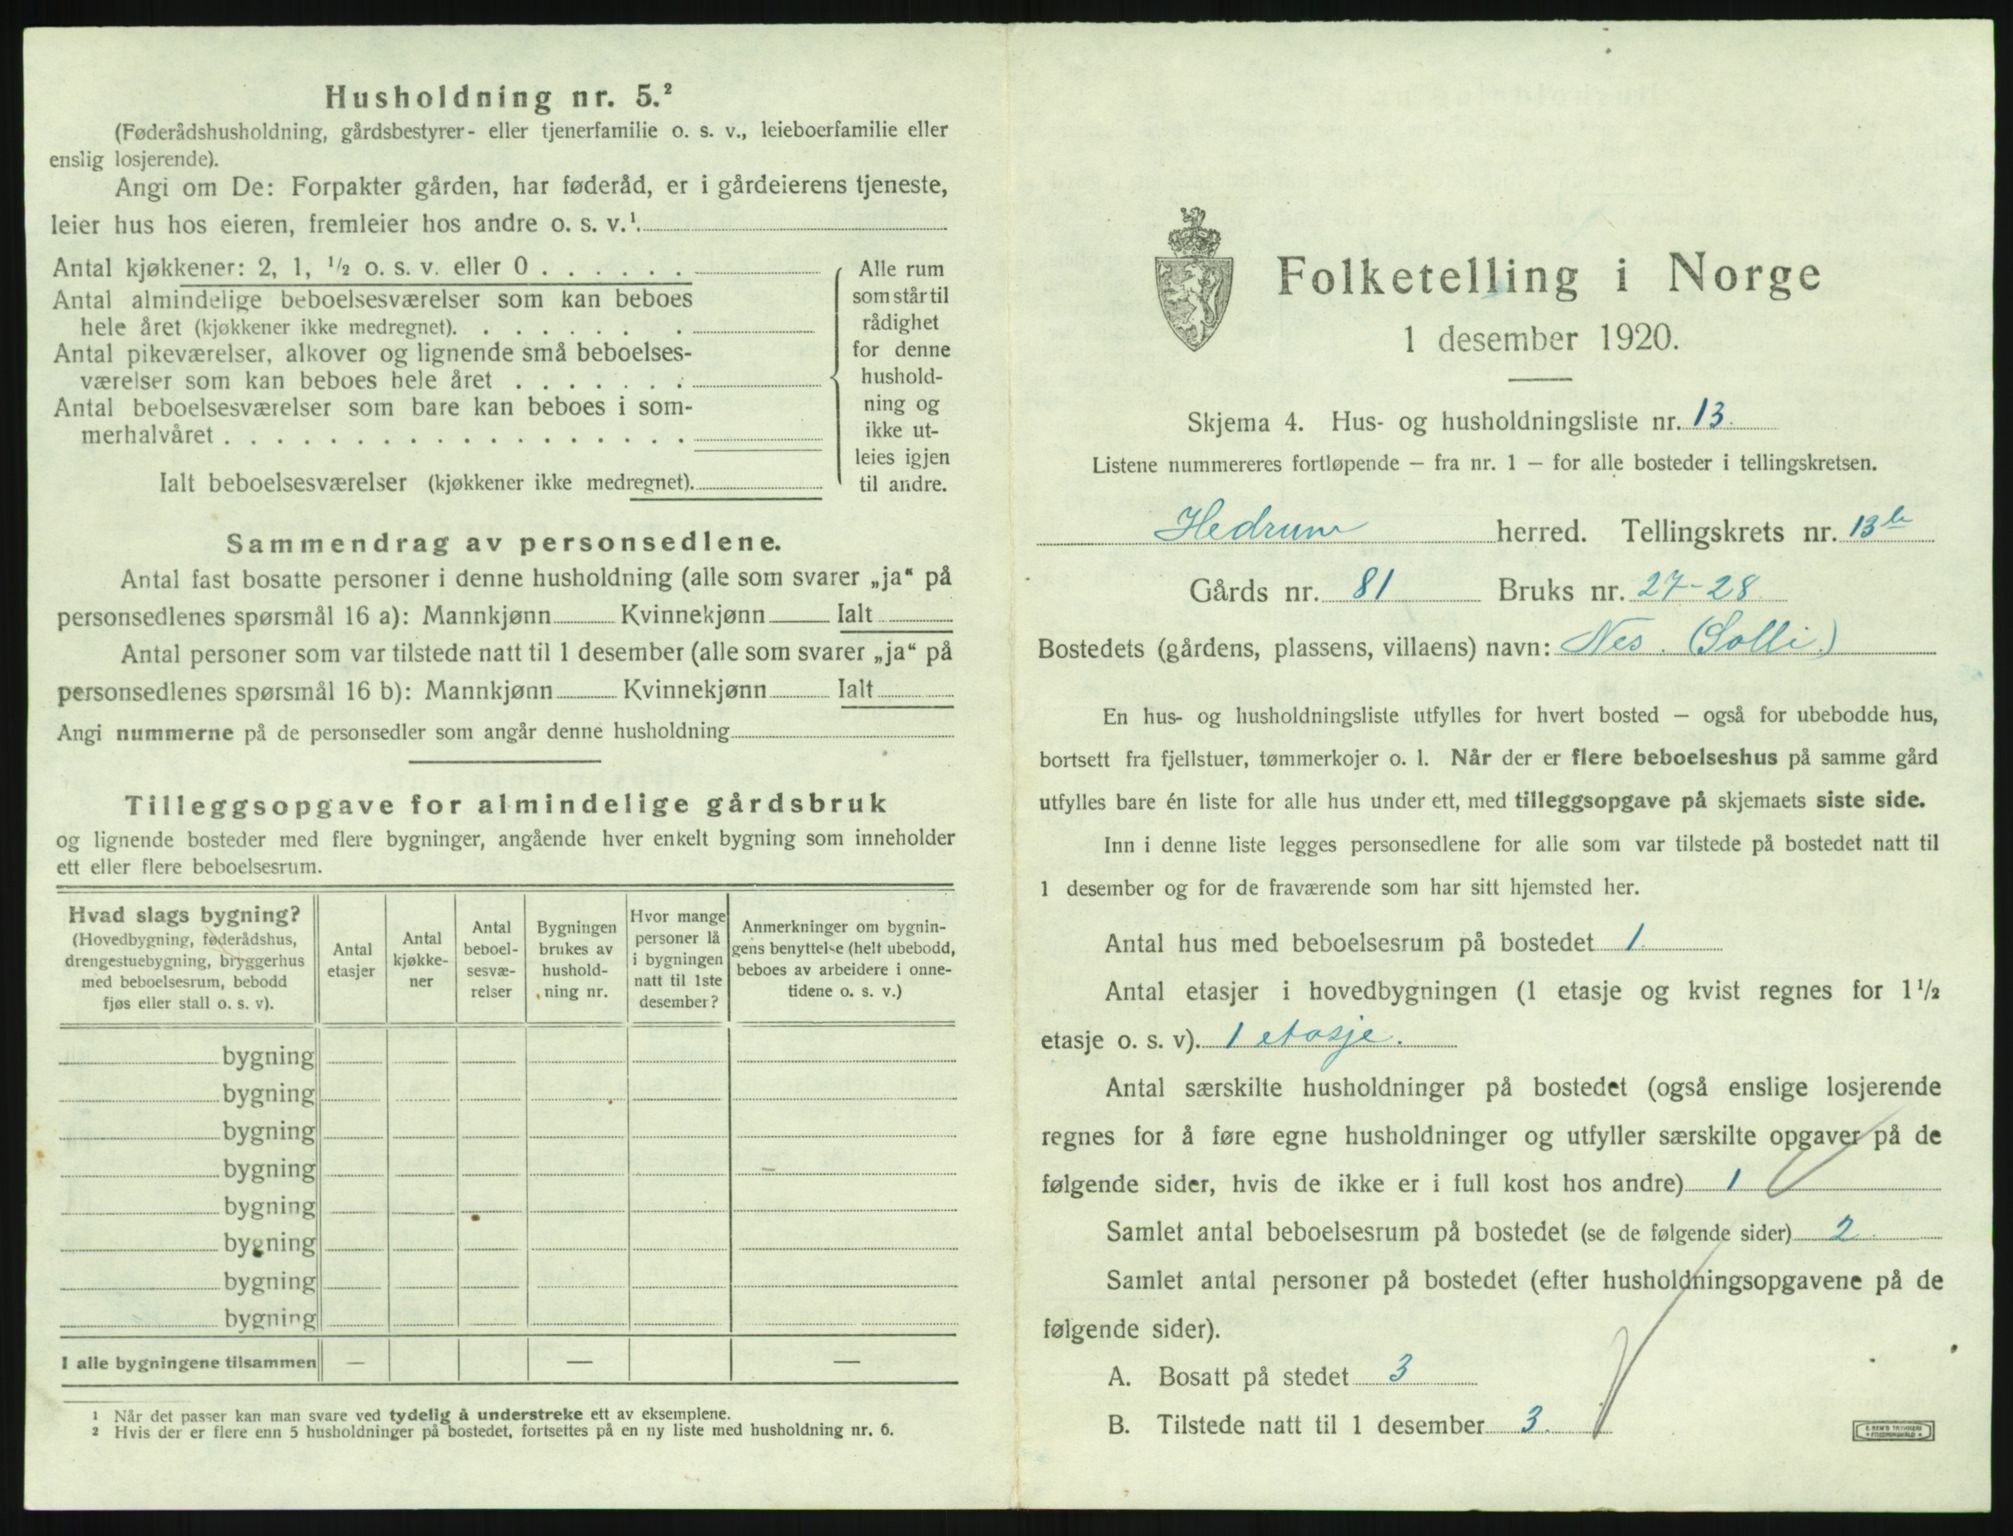 Husholdning nr. 5.²
(Føderådshusholdning, gårdsbestyrer- eller tjenerfamilie o. s. v., leieboerfamilie eller
enslig losjerende).
Angi om De: Forpakter gården, har føderåd, er i gårdeierens tjeneste,
leier hus hos eieren, fremleier hos andre o. s. v.¹.
Antal kjøkkener: 2, 1, ½ o. s. v. eller 0 . . . . . .
Antal almindelige beboelsesværelser som kan beboes
hele året (kjøkkener ikke medregnet). . . . . . . . .
Antal pikeværelser, alkover og lignende små beboelses-
værelser som kan beboes hele året . . . . . . .
Antal beboelsesværelser som bare kan beboes i som-
merhalvåret . . . . . . . . . . . . . . . . . .
Ialt beboelsesværelser (kjøkkener ikke medregnet).
Alle rum
som står til
rådighet
for denne
hushold-
ning og
ikke ut-
leies igjen
til andre.
Sammendrag av personsedlene.
Antal fast bosatte personer i denne husholdning (alle som svarer „ja“ på
personsedlenes spørsmål 16 a): Mannkjønn Kvinnekjønn Ialt
Antal personer som var tilstede natt til 1 desember (alle som svarer „ja“ på
personsedlenes spørsmål 16 b): Mannkjønn Kvinnekjønn Ialt
Angi nummerne på de personsedler som angår denne husholdning
Tilleggsopgave for almindelige gårdsbruk
og lignende bosteder med flere bygninger, angående hver enkelt bygning som inneholder
ett eller flere beboelsesrum.
Hvad slags bygning?
(Hovedbygning, føderådshus,
drengestuebygning, bryggerhus
med beboelsesrum, bebodd
fjøs eller stall o. s. v).
Antal
etasjer
Antal
kjøkke-
ner
Antal
beboel-
sesvæ-
relser
Bygningen
brukes av
hushold-
ning nr.
Hvor mange
personer lå
i bygningen
natt til 1ste
desember?
Anmerkninger om bygnin-
gens benyttelse (helt ubebodd,
beboes av arbeidere i onne-
tidene o. s. v.)
bygning
bygning
bygning
bygning
bygning
bygning
bygning
bygning
I alle bygningene tilsammen — — —
¹ Når det passer kan man svare ved tydelig å understreke ett av eksemplene.
² Hvis der er flere enn 5 husholdninger på bostedet, fortsettes på en ny liste med husholdning nr. 6.
Folketelling i Norge
1 desember 1920.
Skjema 4. Hus- og husholdningsliste nr. 13.
Listene nummereres fortløpende — fra nr. 1 — for alle bosteder i tellingskretsen.
Hedrum herred. Tellingskrets nr. 13b
Gårds nr. 81 Bruks nr. 27-28
Bostedets (gårdens, plassens, villaens) navn: Nes. (Solli)
En hus- og husholdningsliste utfylles for hvert bosted — også for ubebodde hus,
bortsett fra fjellstuer, tømmerkojer o. l. Når der er flere beboelseshus på samme gård
utfylles bare én liste for alle hus under ett, med tilleggsopgave på skjemaets siste side.
Inn i denne liste legges personsedlene for alle som var tilstede på bostedet natt til
1 desember og for de fraværende som har sitt hjemsted her.
Antal hus med beboelsesrum på bostedet 1.
Antal etasjer i hovedbygningen (1 etasje og kvist regnes for 1½
etasje o. s. v). 1 etasje.
Antal særskilte husholdninger på bostedet (også enslige losjerende
regnes for å føre egne husholdninger og utfyller særskilte opgaver på de
følgende sider, hvis de ikke er i full kost hos andre) 1
Samlet antal beboelsesrum på bostedet (se de følgende sider) 2.
Samlet antal personer på bostedet (efter husholdningsopgavene på de
følgende sider).
A. Bosatt på stedet 3
B. Tilstede natt til 1 desember 3.